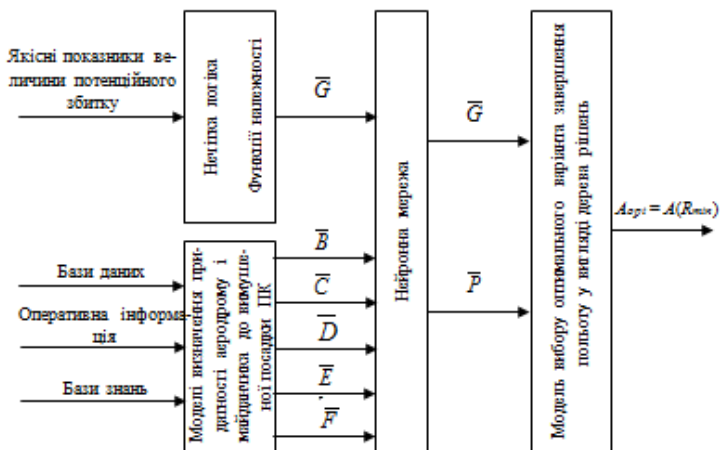 Якісні показники ве-
личини потенційного
збитку
Нечітка логіка
Функції належності
G̅
Бази даних
Оперативна інформа-
ція
Бази знань
Моделі визначення при-
датності аеродрому і
майданчика до вимуше-
ної посадки ПК
B̅
C̅
D̅
E̅
F̅
Нейронна мережа
G̅
P̅
Модель вибору оптимального варіанта завершення
польоту у вигляді дерева рішень
Aopt = A(Rmin)